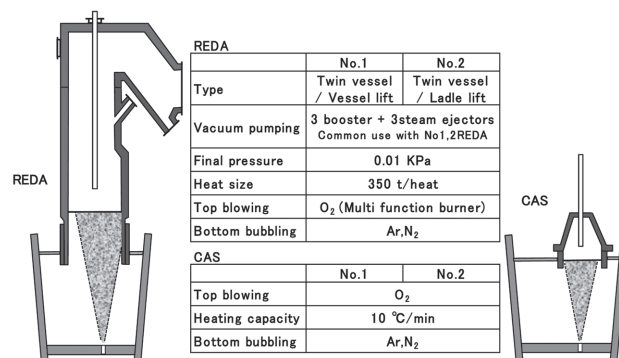 REDA
No.1 No.2
Type Twin vessel / Vessel lift Twin vessel / Ladle lift
Vacuum pumping 3 booster + 3steam ejectors
Common use with No1,2REDA
Final pressure 0.01 KPa
Heat size 350 t/heat
Top blowing O₂(Multi function burner)
Bottom bubbling Ar,N₂
REDA
CAS
CAS
No.1 No.2
Top blowing O₂
Heating capacity 10 ℃/min
Bottom bubbling Ar,N₂